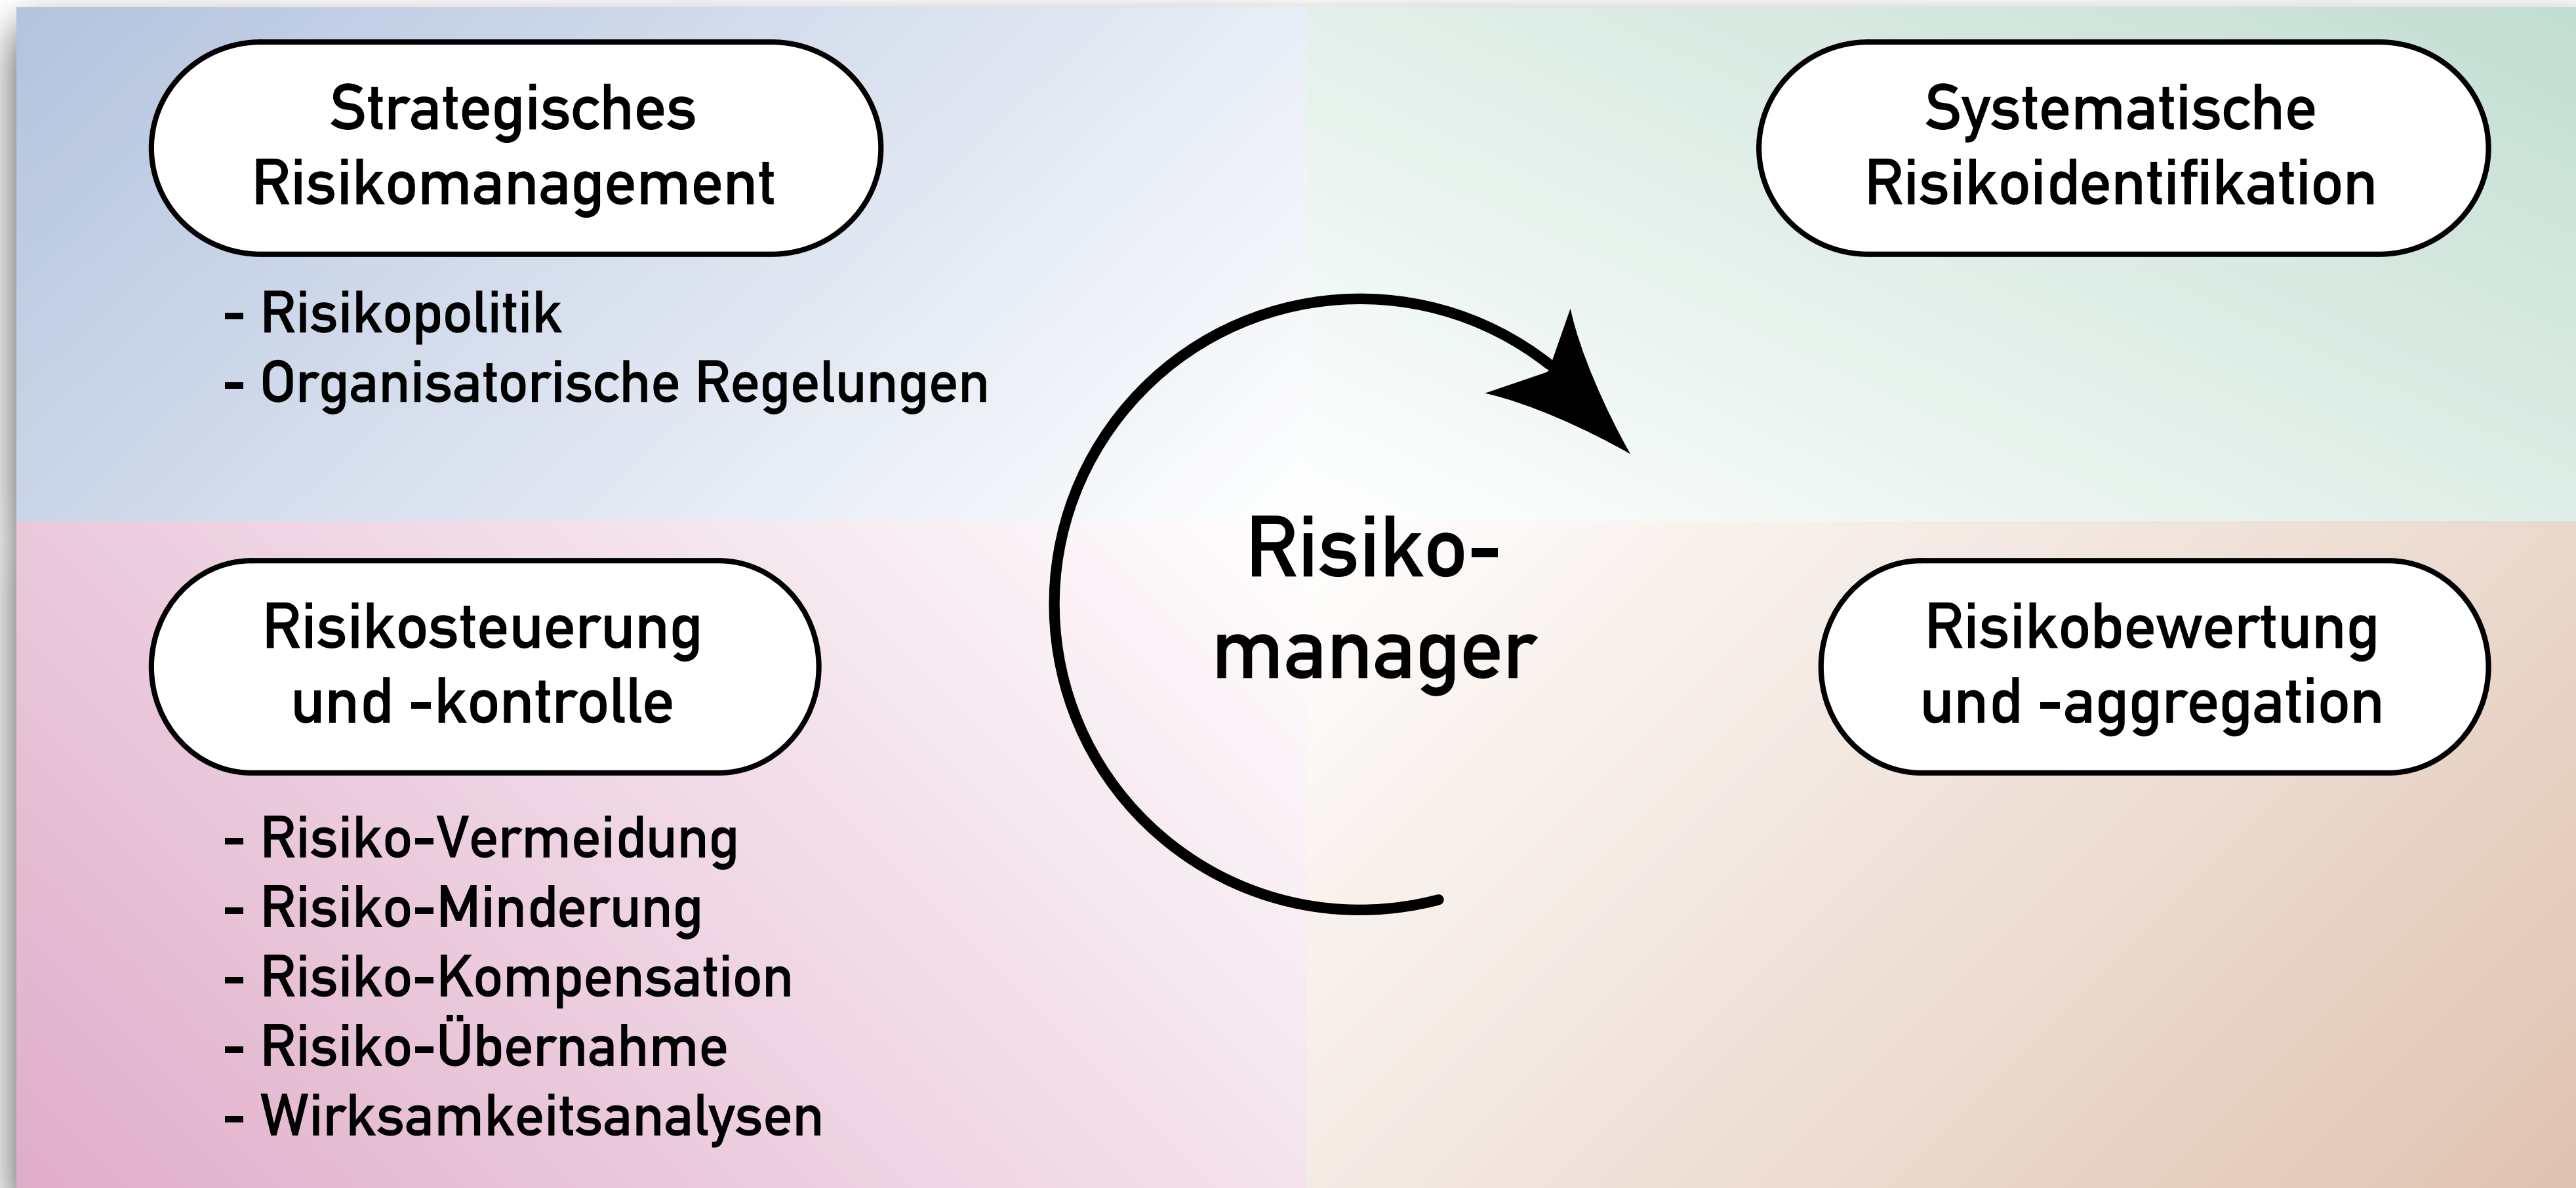 Strategisches
Risikomanagement
- Risikopolitik
- Organisatorische Regelungen
Systematische
Risikoidentifikation
Risiko-
manager
Risikosteuerung
und -kontrolle
- Risiko-Vermeidung
- Risiko-Minderung
- Risiko-Kompensation
- Risiko-Übernahme
- Wirksamkeitsanalysen
Risikobewertung
und -aggregation